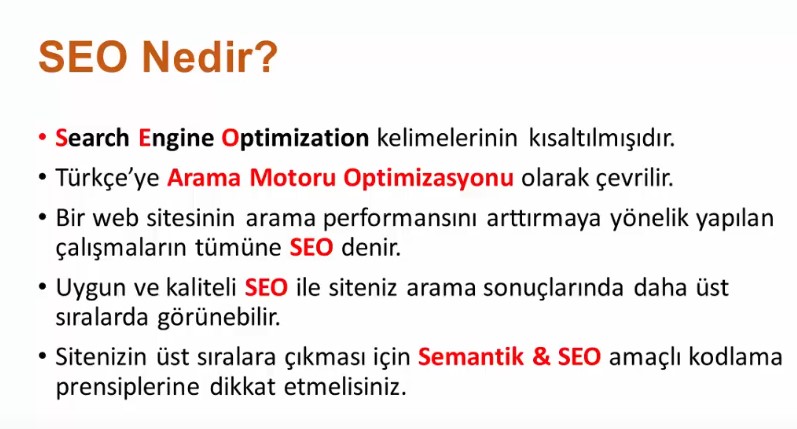 SEO Nedir?
• Search Engine Optimization kelimelerinin kısaltılmışıdır.
• Türkçe’ye Arama Motoru Optimizasyonu olarak çevrilir.
• Bir web sitesinin arama performansını arttırmaya yönelik yapılan
çalışmaların tümüne SEO denir.
• Uygun ve kaliteli SEO ile siteniz arama sonuçlarında daha üst
sıralarda görünebilir.
• Sitenizin üst sıralara çıkması için Semantik & SEO amaçlı kodlama
prensiplerine dikkat etmelisiniz.